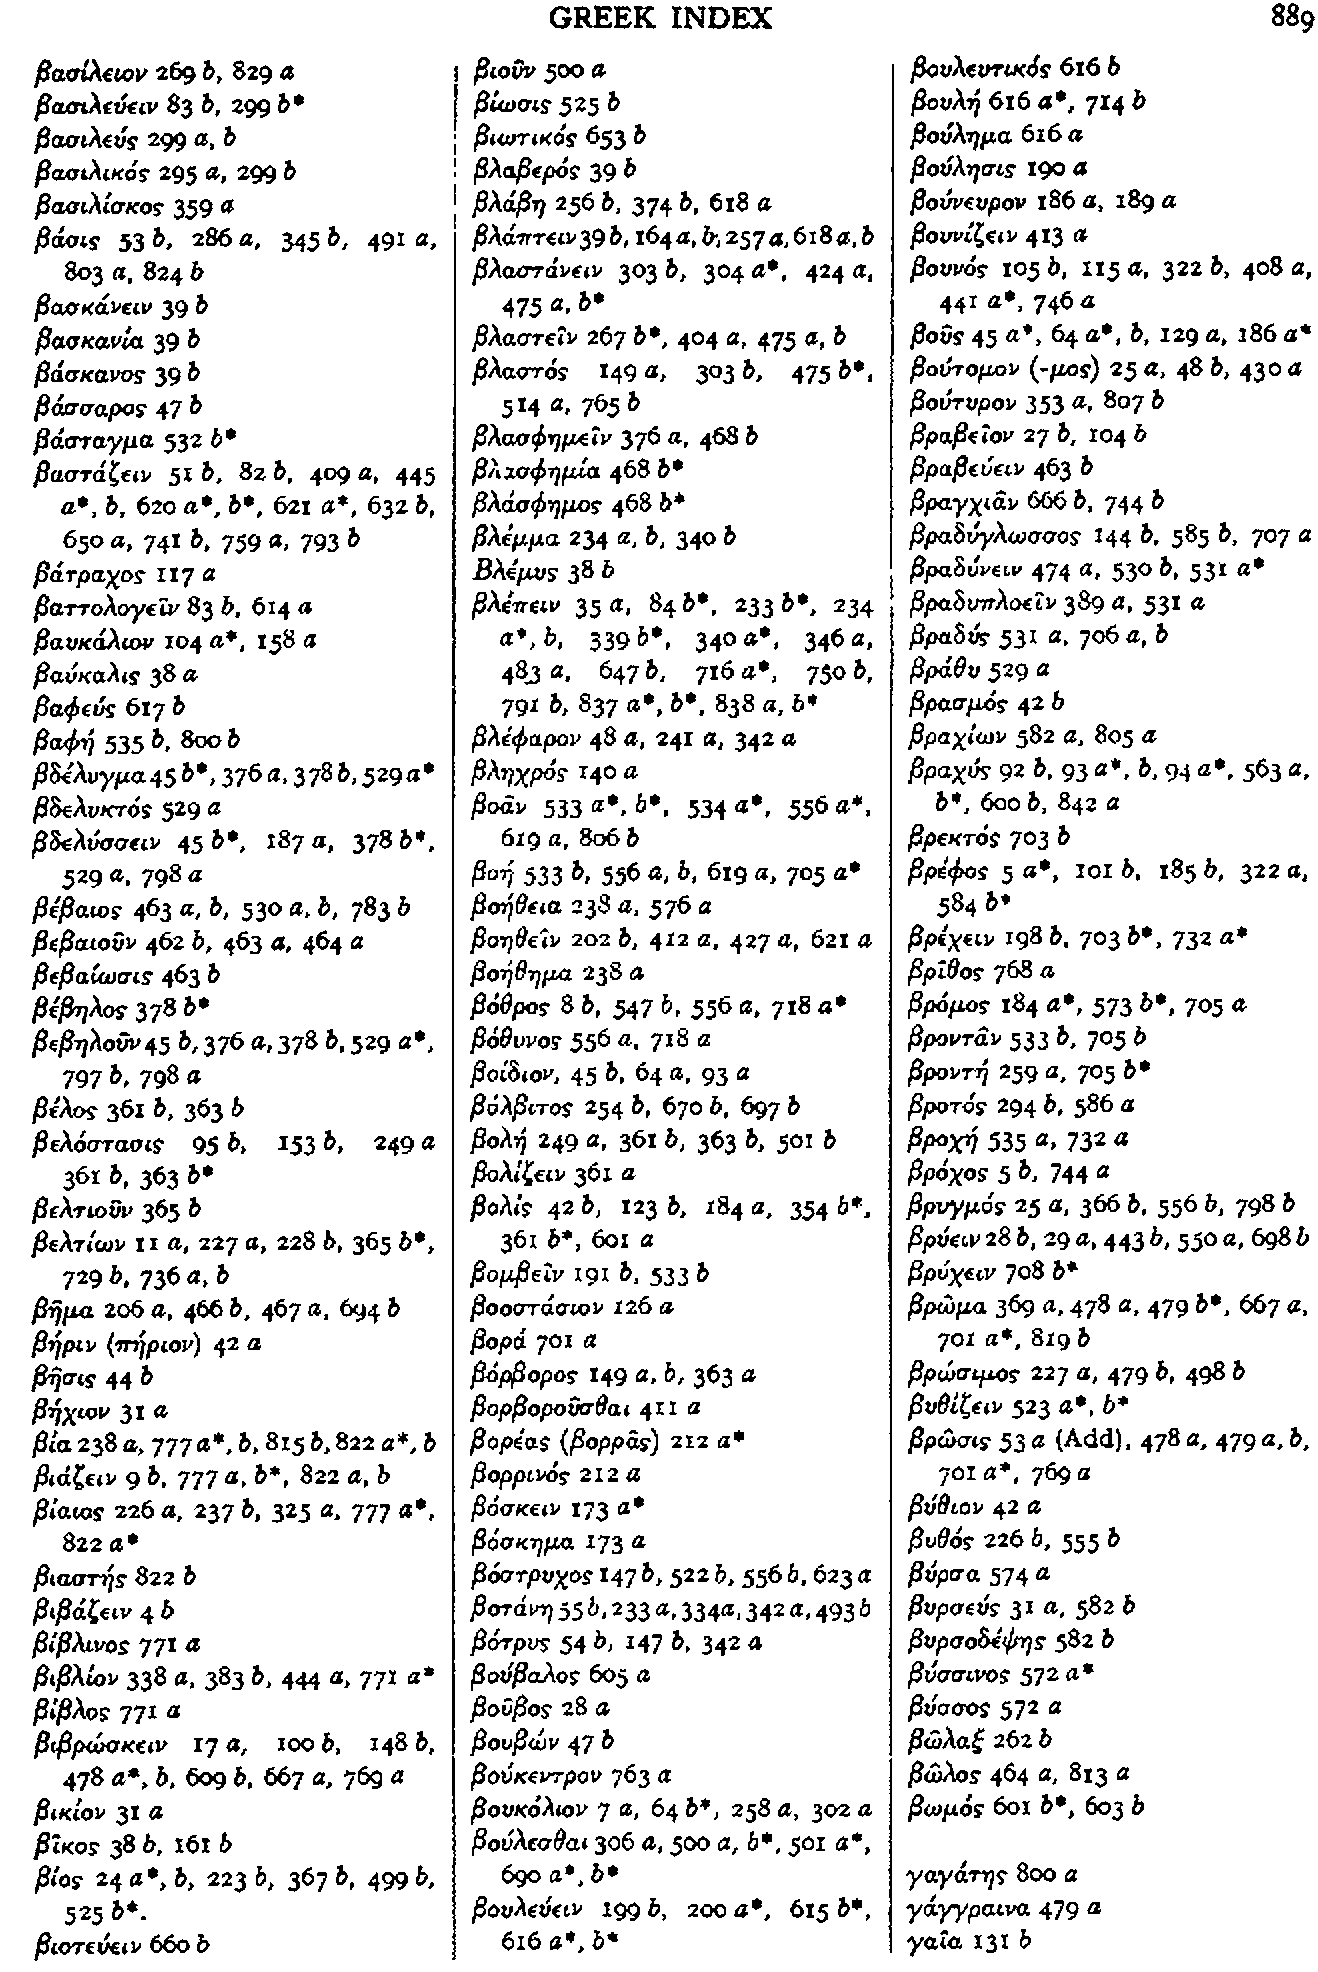 GREEK INDEX 889
βασίλειον 269 b, 829 a
βασιλεύειν 83 b, 299 b*
βασιλεύς 299 a, b
βασιλικός 295 a, 299 b
βασιλίσκος 359 a
βάσις 53 b, 286 a, 345 b, 491 a,
803 a, 824 b
βασκάνειν 39 b
βασκανία 39 b
βάσκανος 39 b
βάσσαρος 47 b
βάσταγμα 532 b*
βαστάζειν 51 b, 82 b, 409 a, 445
a*, b, 620 a*, b*, 621 a*, 632 b,
650 a, 741 b, 759 a, 793 b
βάτραχος 117 a
βαττολογεῖν 83 b, 614 a
βαυκάλιον 104 a*, 158 a
βαύκαλις 38 a
βαφεύς 617 b
βαφή 535 b, 800 b
βδέλυγμα 45 b*, 376 a, 378 b, 529 a*
βδελυκτός 529 a
βδελύσσειν 45 b*, 187 a, 378 b*,
529 a, 798 a
βέβαιος 463 a, b, 530 a, b, 783 b
βεβαιοῦν 462 b, 463 a, 464 a
βεβαίωσις 463 b
βέβηλος 378 b*
βεβηλοῦν 45 b, 376 a, 378 b, 529 a*,
797 b, 798 a
βέλος 361 b, 363 b
βελόστασις 95 b, 153 b, 249 a
361 b, 363 b*
βελτιοῦν 365 b
βελτίων 11 a, 227 a, 228 b, 365 b*,
729 b, 736 a, b
βῆμα 206 a, 466 b, 467 a, 694 b
βήριν (πήριον) 42 a
βῆσις 44 b
βήχιον 31 a
βία 238 a, 777 a*, b, 815 b, 822 a*, b
βιάζειν 9 b, 777 a, b*, 822 a, b
βίαιος 226 a, 237 b, 325 a, 777 a*,
822 a*
βιαστής 822 b
βιβάζειν 4 b
βίβλινος 771 a
βιβλίον 338 a, 383 b, 444 a, 771 a*
βίβλος 771 a
βιβρώσκειν 17 a, 100 b, 148 b,
478 a*, b, 609 b, 667 a, 769 a
βικίον 31 a
βῖκος 38 b, 161 b
βίος 24 a*, b, 223 b, 367 b, 499 b,
525 b*.
βιοτεύειν 660 b
βιοῦν 500 a
βίωσις 525 b
βιωτικός 653 b
βλαβερός 39 b
βλάβη 256 b, 374 b, 618 a
βλάπτειν 39 b, 164 a, b, 257 a, 618 a, b
βλαστάνειν 303 b, 304 a*, 424 a,
475 a, b*
βλαστεῖν 267 b*, 404 a, 475 a, b
βλαστός 149 a, 303 b, 475 b*,
514 a, 765 b
βλασφημεῖν 376 a, 468 b
βλασφημία 468 b*
βλάσφημος 468 b*
βλέμμα 234 a, b, 340 b
Βλέμυς 38 b
βλέπειν 35 a, 84 b*, 233 b*, 234
a*, b, 339 b*, 340 a*, 346 a,
483 a, 647 b, 716 a*, 750 b,
791 b, 837 a*, b*, 838 a, b*
βλέφαρον 48 a, 241 a, 342 a
βληχρός 140 a
βοᾶν 533 a*, b*, 534 a*, 556 a*,
619 a, 806 b
βοή 533 b, 556 a, b, 619 a, 705 a*
βοήθεια 238 a, 576 a
βοηθεῖν 202 b, 412 a, 427 a, 621 a
βοήθημα 238 a
βόθρος 8 b, 547 b, 556 a, 718 a*
βόθυνος 556 a, 718 a
βοίδιον, 45 b, 64 a, 93 a
βόλβιτος 254 b, 670 b, 697 b
βολή 249 a, 361 b, 363 b, 501 b
βολίζειν 361 a
βολίς 42 b, 123 b, 184 a, 354 b*,
361 b*, 601 a
βομβεῖν 191 b, 533 b
βοοστάσιον 126 a
βορά 701 a
βόρβορος 149 a, b, 363 a
βορβοροῦσθαι 411 a
βορέας (βορρᾶς) 212 a*
βορρινός 212 a
βόσκειν 173 a*
βόσκημα 173 a
βόστρυχος 147 b, 522 b, 556 b, 623 a
βοτάνη 55 b, 233 a, 334 a, 342 a, 493 b
βότρυς 54 b, 147 b, 342 a
βούβαλος 605 a
βοῦβος 28 a
βουβών 47 b
βούκεντρον 763 a
βουκόλιον 7 a, 64 b*, 258 a, 302 a
βούλεσθαι 306 a, 500 a, b*, 501 a*,
690 a*, b*
βουλεύειν 199 b, 200 a*, 615 b*,
616 a*, b*
βουλευτικός 616 b
βουλή 616 a*, 714 b
βούλημα 616 a
βούλησις 190 a
βούνευρον 186 a, 189 a
βουνίζειν 413 a
βουνός 105 b, 115 a, 322 b, 408 a,
441 a*, 746 a
βοῦς 45 a*, 64 a*, b, 129 a, 186 a*
βούτομον (-μος) 25 a, 48 b, 430 a
βούτυρον 353 a, 807 b
βραβεῖον 27 b, 104 b
βραβεύειν 463 b
βραγχιᾶν 666 b, 744 b
βραδύγλωσσος 144 b, 585 b, 707 a
βραδύνειν 474 a, 530 b, 531 a*
βραδυπλοεῖν 389 a, 531 a
βραδύς 531 a, 706 a, b
βράθυ 529 a
βρασμός 42 b
βραχίων 582 a, 805 a
βραχύς 92 b, 93 a*, b, 94 a*, 563 a,
b*, 600 b, 842 a
βρεκτός 703 b
βρέφος 5 a*, 101 b, 185 b, 322 a,
584 b*
βρέχειν 198 b, 703 b*, 732 a*
βρῖθος 768 a
βρόμος 184 a*, 573 b*, 705 a
βροντᾶν 533 b, 705 b
βροντή 259 a, 705 b*
βροτός 294 b, 586 a
βροχή 535 a, 732 a
βρόχος 5 b, 744 a
βρυγμός 25 a, 366 b, 556 b, 798 b
βρύειν 28 b, 29 a, 443 b, 550 a, 698 b
βρύχειν 708 b*
βρῶμα 369 a, 478 a, 479 b*, 667 a,
701 a*, 819 b
βρώσιμος 227 a, 479 b, 498 b
βυθίζειν 523 a*, b*
βρῶσις 53 a (Add), 478 a, 479 a, b,
701 a*, 769 a
βύθιον 42 a
βυθός 226 b, 555 b
βύρσα 574 a
βυρσεύς 31 a, 582 b
βυρσοδέψης 582 b
βύσσινος 572 a*
βύσσος 572 a
βῶλαξ 262 b
βῶλος 464 a, 813 a
βωμός 601 b*, 603 b
γαγάτης 800 a
γάγγραινα 479 a
γαῖα 131 b